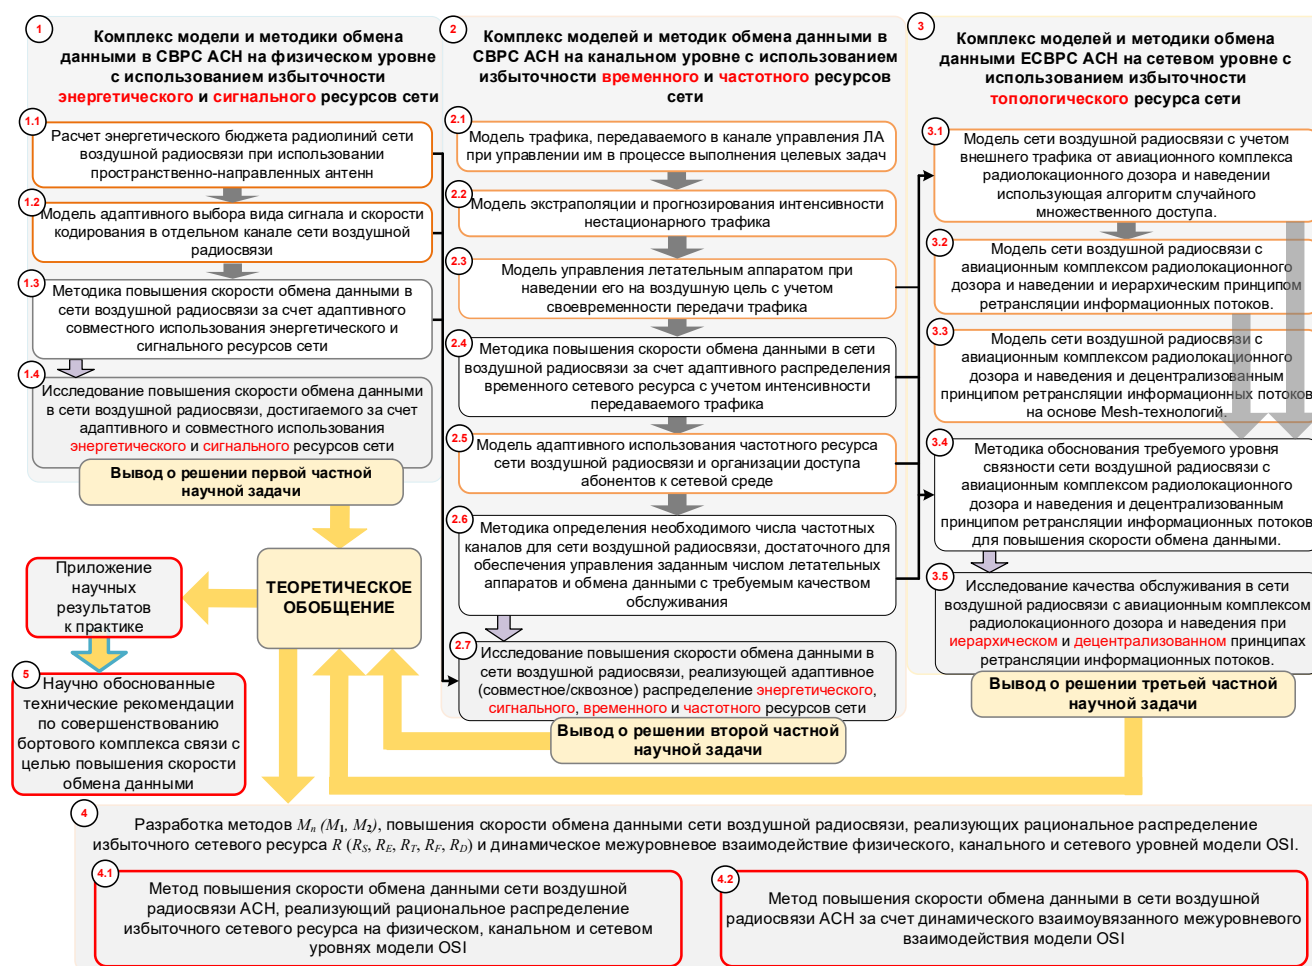 1
Комплекс модели и методики обмена
данными в СВРС АСН на физическом уровне
с использованием избыточности
энергетического и сигнального ресурсов сети
1.1
Расчет энергетического бюджета радиолиний сети
воздушной радиосвязи при использовании
пространственно-направленных антенн
1.2
Модель адаптивного выбора вида сигнала и скорости
кодирования в отдельном канале сети воздушной
радиосвязи
1.3
Методика повышения скорости обмена данными в
сети воздушной радиосвязи за счет адаптивного
совместного использования энергетического и
сигнального ресурсов сети
1.4
Исследование повышения скорости обмена данными
в сети воздушной радиосвязи, достигаемого за счет
адаптивного и совместного использования
энергетического и сигнального ресурсов сети
Вывод о решении первой частной
научной задачи
2
Комплекс моделей и методик обмена данными в
СВРС АСН на канальном уровне с использованием
избыточности временного и частотного ресурсов
сети
2.1
Модель трафика, передаваемого в канале управления ЛА
при управлении им в процессе выполнения целевых задач
2.2
Модель экстраполяции и прогнозирования интенсивности
нестационарного трафика
2.3
Модель управления летательным аппаратом при
наведении его на воздушную цель с учетом
своевременности передачи трафика
2.4
Методика повышения скорости обмена данными в сети
воздушной радиосвязи за счет адаптивного распределения
временного сетевого ресурса с учетом интенсивности
передаваемого трафика
2.5
Модель адаптивного использования частотного ресурса
сети воздушной радиосвязи и организации доступа
абонентов к сетевой среде
2.6
Методика определения необходимого числа частотных
каналов для сети воздушной радиосвязи, достаточного для
обеспечения управления заданным числом летательных
аппаратов и обмена данными с требуемым качеством
обслуживания
2.7
Исследование повышения скорости обмена данными в
сети воздушной радиосвязи, реализующей адаптивное
(совместное/сквозное) распределение энергетического,
сигнального, временного и частотного ресурсов сети
Вывод о решении второй частной
научной задачи
3
Комплекс моделей и методики обмена
данными ЕСВРС АСН на сетевом уровне с
использованием избыточности
топологического ресурса сети
3.1
Модель сети воздушной радиосвязи с учетом
внешнего трафика от авиационного комплекса
радиолокационного дозора и наведении
использующая алгоритм случайного
множественного доступа.
3.2
Модель сети воздушной радиосвязи с
авиационным комплексом радиолокационного
дозора и наведении и иерархическим принципом
ретрансляции информационных потоков.
3.3
Модель сети воздушной радиосвязи с
авиационным комплексом радиолокационного
дозора и наведения и децентрализованным
принципом ретрансляции информационных потоков
на основе Mesh-технологий.
3.4
Методика обоснования требуемого уровня
связности сети воздушной радиосвязи с
авиационным комплексом радиолокационного
дозора и наведения и децентрализованным
принципом ретрансляции информационных потоков
для повышения скорости обмена данными.
3.5
Исследование качества обслуживания в сети
воздушной радиосвязи с авиационным комплексом
радиолокационного дозора и наведения при
иерархическом и децентрализованном принципах
ретрансляции информационных потоков.
Вывод о решении третьей частной
научной задачи
ТЕОРЕТИЧЕСКОЕ
ОБОБЩЕНИЕ
Приложение
научных
результатов
к практике
5
Научно обоснованные
технические рекомендации
по совершенствованию
бортового комплекса связи с
целью повышения скорости
обмена данными
4
Разработка методов Mn (M1, M2), повышения скорости обмена данными сети воздушной радиосвязи, реализующих рациональное распределение
избыточного сетевого ресурса R (RS, RE, RT, RF, RD) и динамическое межуровневое взаимодействие физического, канального и сетевого уровней модели OSI.
4.1
Метод повышения скорости обмена данными сети воздушной
радиосвязи АСН, реализующий рациональное распределение
избыточного сетевого ресурса на физическом, канальном и сетевом
уровнях модели OSI
4.2
Метод повышения скорости обмена данными в сети воздушной
радиосвязи АСН за счет динамического взаимоувязанного межуровневого
взаимодействия модели OSI